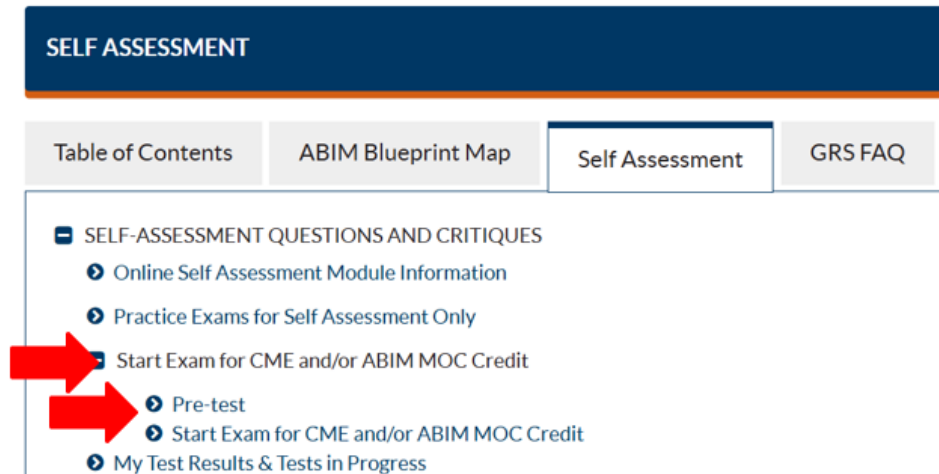 SELF ASSESSMENT
Table of Contents
ABIM Blueprint Map
Self Assessment
GRS FAQ
SELF-ASSESSMENT QUESTIONS AND CRITIQUES
Online Self Assessment Module Information
Practice Exams for Self Assessment Only
Start Exam for CME and/or ABIM MOC Credit
Pre-test
Start Exam for CME and/or ABIM MOC Credit
My Test Results & Tests in Progress